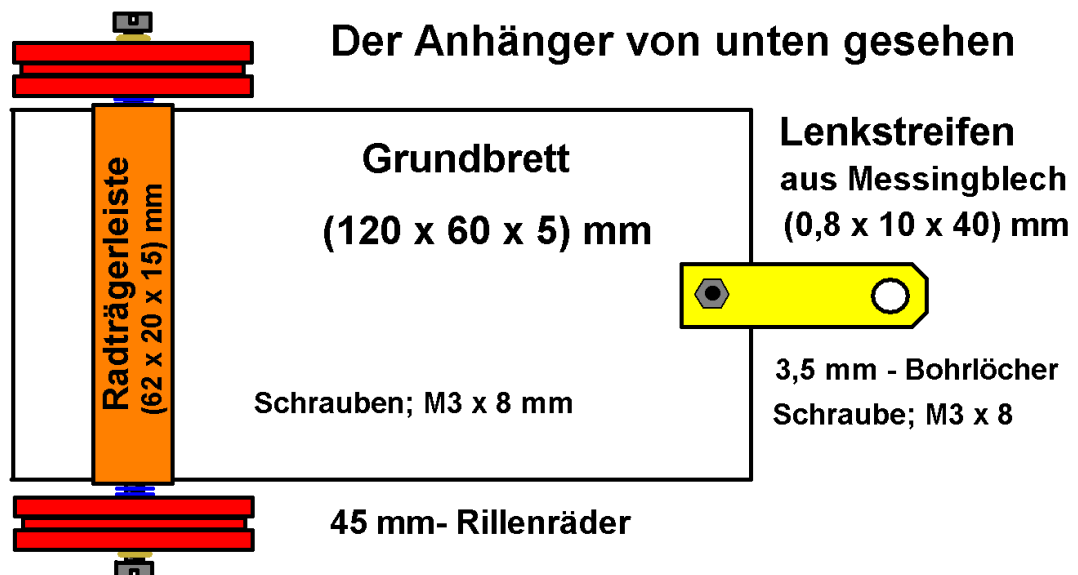 Der Anhänger von unten gesehen
Lenkstreifen
aus Messingblech
(0,8 x 10 x 40) mm
Grundbrett
(120 x 60 x 5) mm
Radträgerleiste
(62 x 20 x 15) mm
3,5 mm - Bohrlöcher
Schraube; M3 x 8
Schrauben; M3 x 8 mm
45 mm- Rillenräder